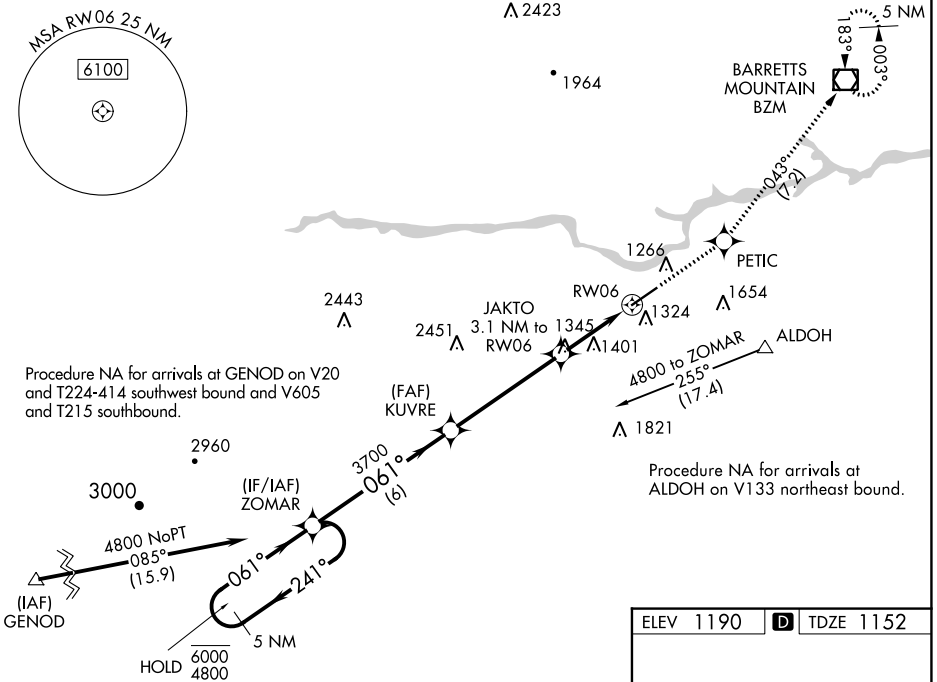 MSA RW06 25 NM
6100
2423
1964
5 NM
183°
003°
BARRETTS
MOUNTAIN
BZM
043°
(7.2)
1266
PETIC
RW06
1654
1324
2443
2451
JAKTO
3.1 NM to
RW06
1345
1401
ALDOH
4800 to ZOMAR
255°
(17.4)
1821
Procedure NA for arrivals at GENOD on V20
and T224-414 southwest bound and V605
and T215 southbound.
(FAF)
KUVRE
2960
3000
3700
061°
(6)
Procedure NA for arrivals at
ALDOH on V133 northeast bound.
(IF/IAF)
ZOMAR
4800 NoPT
085°
(15.9)
(IAF)
GENOD
061°
241°
5 NM
HOLD
6000
4800
ELEV 1190 D TDZE 1152